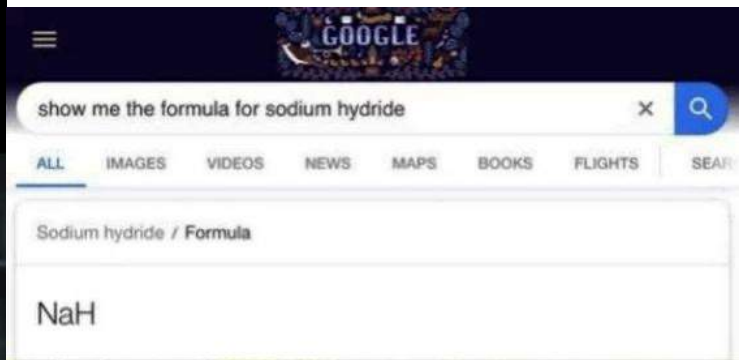 GOOGLE
show me the formula for sodium hydride
ALL IMAGES VIDEOS NEWS MAPS BOOKS FLIGHTS SEAR
Sodium hydride / Formula
NaH